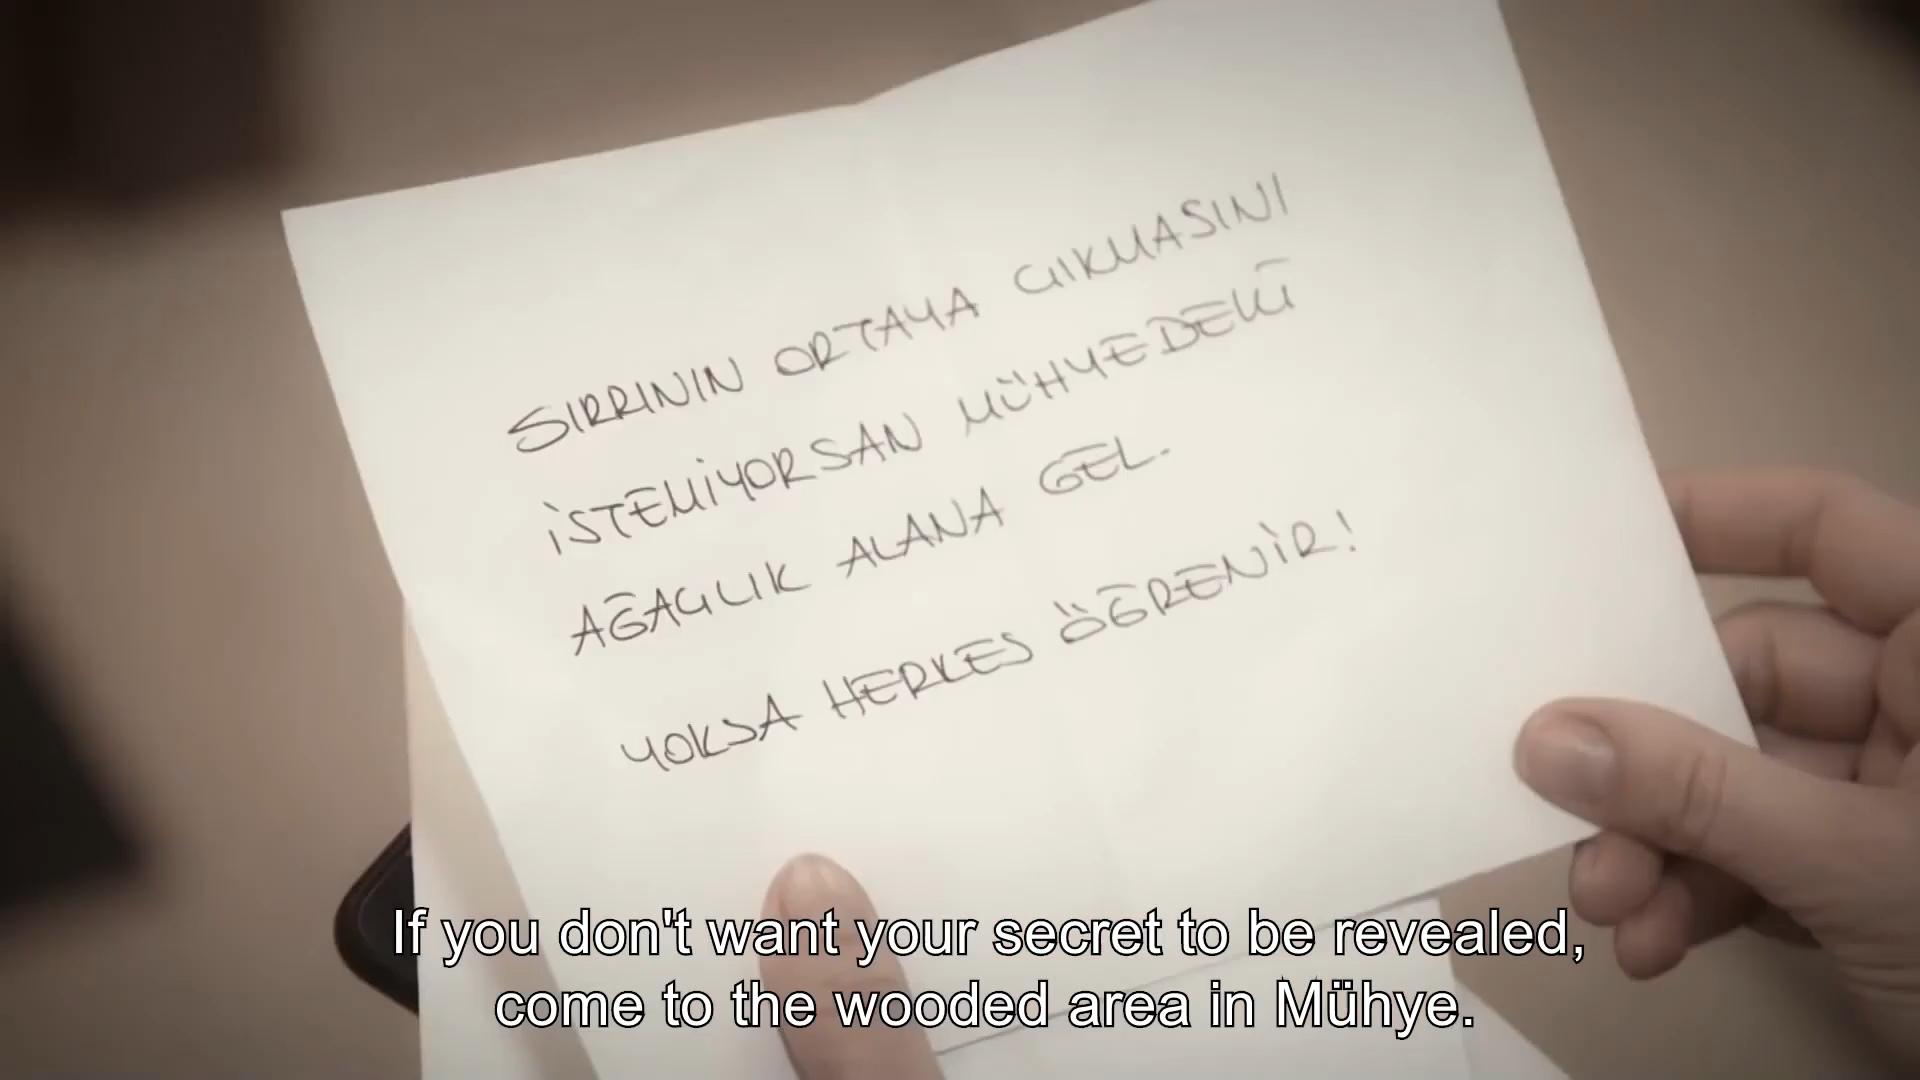 SIRRININ ORTAYA ÇIKMASINI
İSTEMİYORSAN MÜHYEDEKİ
AĞAÇLIK ALANA GEL.
YOKSA HERKES ÖĞRENİR!
If you don't want your secret to be revealed,
come to the wooded area in Mühye.